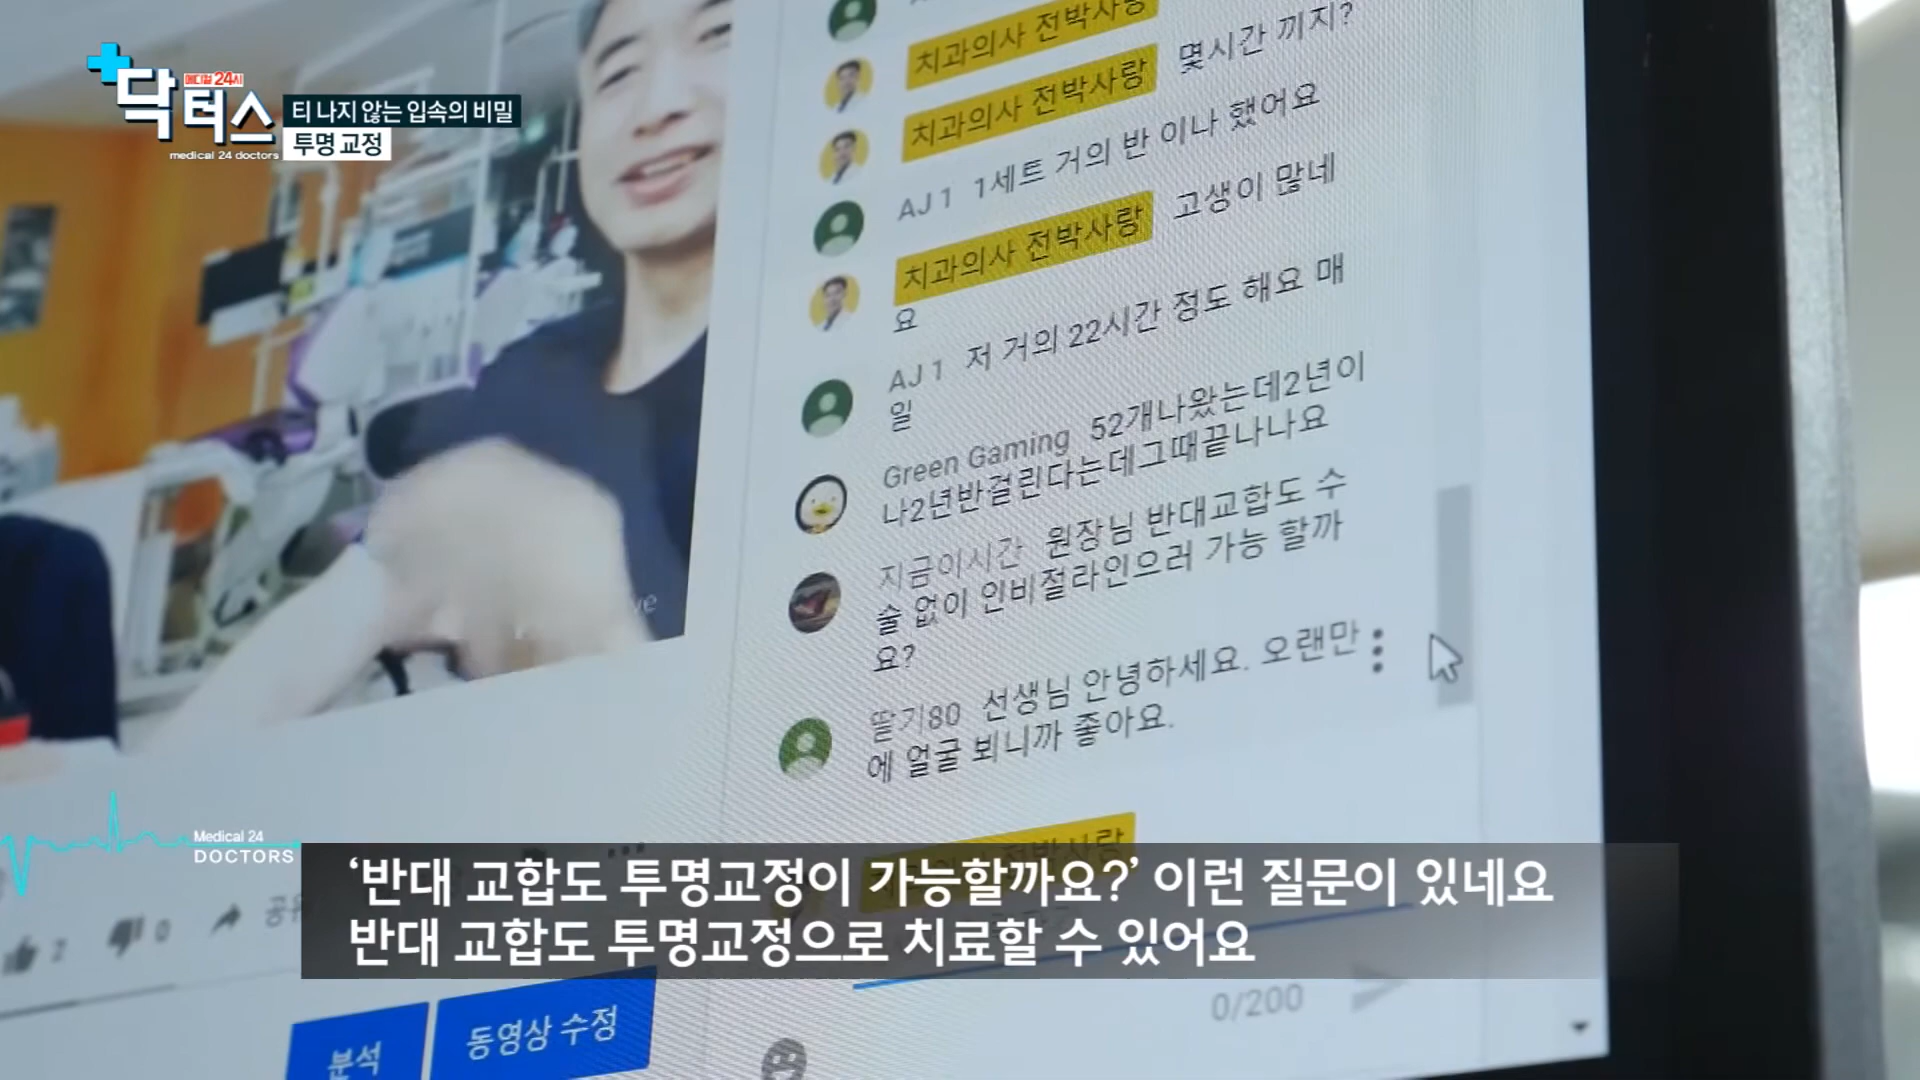 메디컬 24시
닥터스
medical 24 doctors
티 나지 않는 입속의 비밀
투명 교정
치과의사 전박사랑
치과의사 전박사랑 몇시간 끼지?
AJ 1 1세트 거의 반 이나 했어요
치과의사 전박사랑 고생이 많네
요
AJ 1 저 거의 22시간 정도 해요 매
일
Green Gaming 52개나왔는데2년이
나2년반걸린다는데그때끝나나요
지금이시간 원장님 반대교합도 수
술 없이 인비절라인으러 가능 할까
요?
딸기80 선생님 안녕하세요. 오랜만
에 얼굴 뵈니까 좋아요.
Medical 24
DOCTORS
‘반대 교합도 투명교정이 가능할까요?’ 이런 질문이 있네요
반대 교합도 투명교정으로 치료할 수 있어요
2 0
0/200
분석
동영상 수정